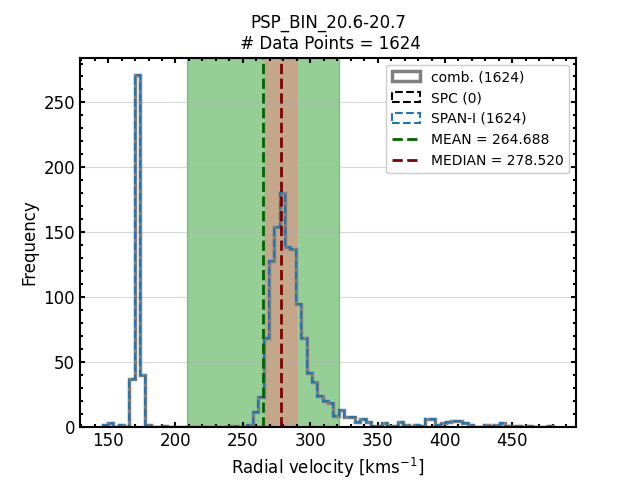 PSP_BIN_20.6-20.7
# Data Points = 1624
comb. (1624)
SPC (0)
SPAN-I (1624)
MEAN = 264.688
MEDIAN = 278.520
Frequency
250
200
150
100
50
0
150 200 250 300 350 400 450
Radial velocity [kms⁻¹]